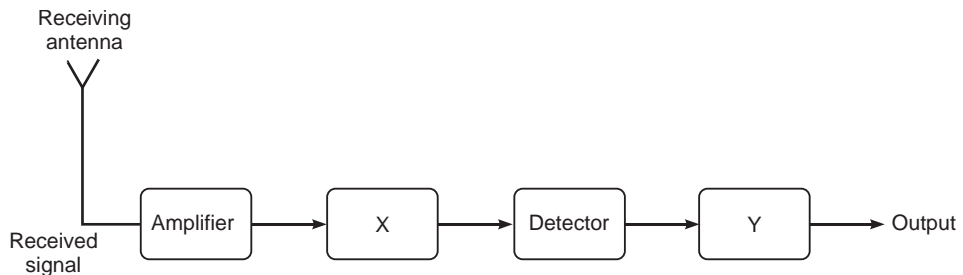 Receiving
antenna
Amplifier
X
Detector
Y
Output
Received
signal